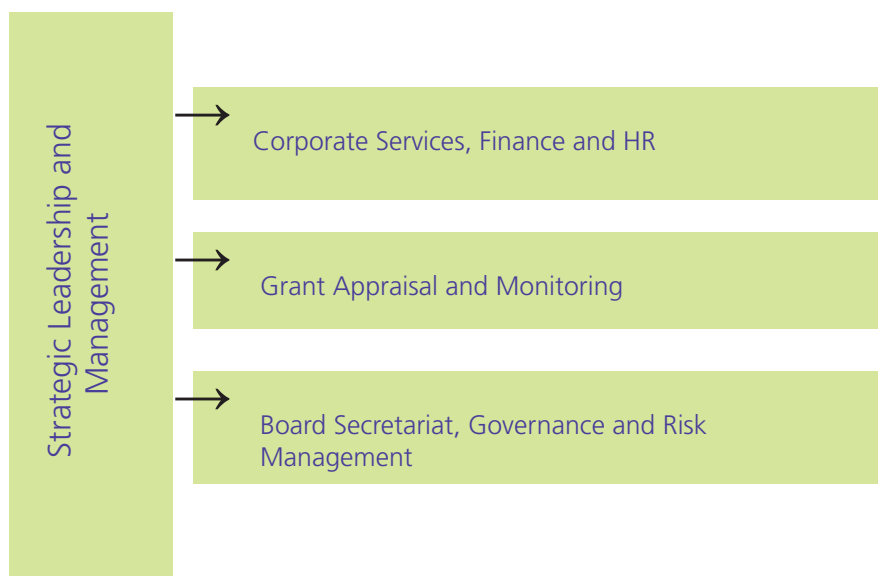 Strategic Leadership and
Management
Corporate Services, Finance and HR
Grant Appraisal and Monitoring
Board Secretariat, Governance and Risk
Management